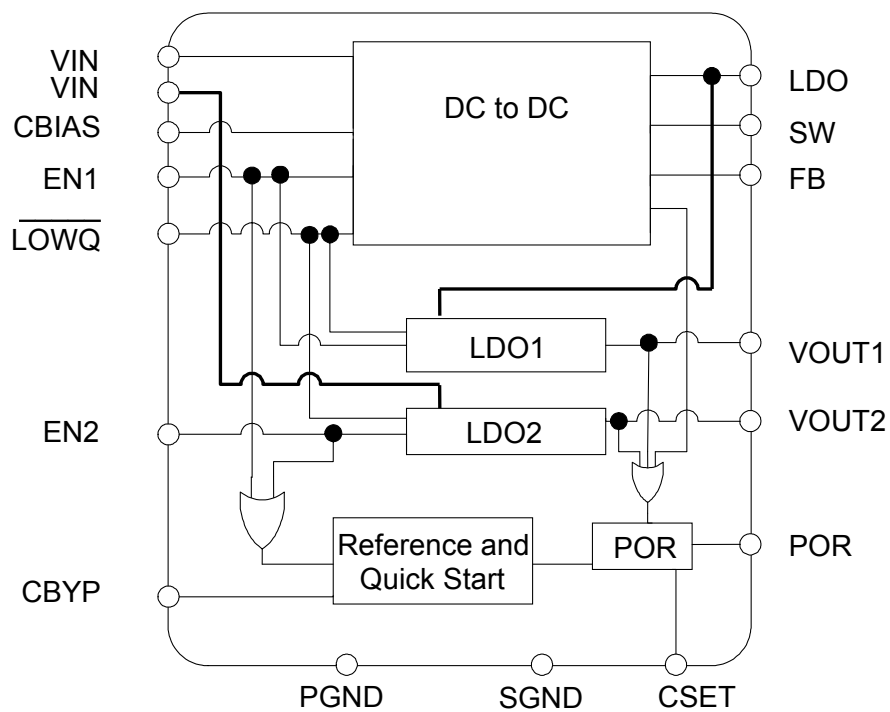 VIN
VIN
CBIAS
EN1
LOWQ
EN2
CBYP
DC to DC
LDO1
LDO2
Reference and
Quick Start
POR
LDO
SW
FB
VOUT1
VOUT2
POR
PGND
SGND
CSET